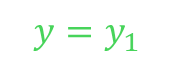 y = y₁